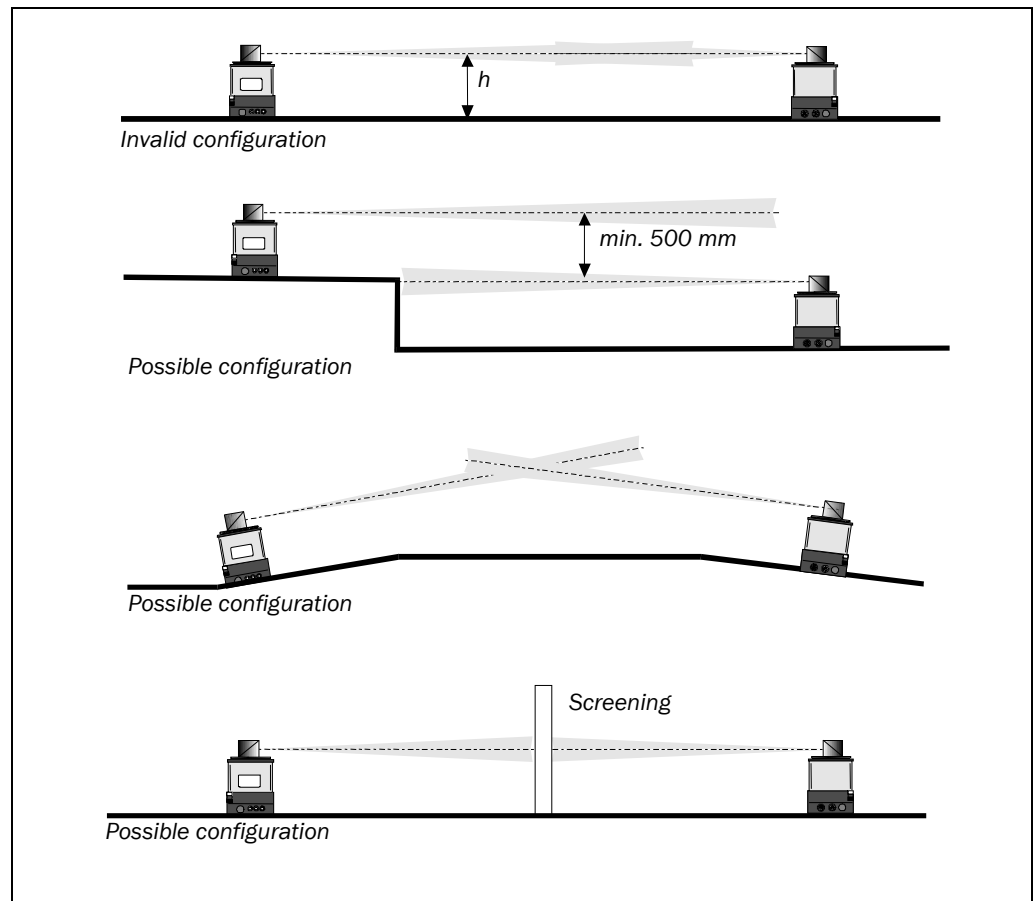 h
Invalid configuration
min. 500 mm
Possible configuration
Possible configuration
Screening
Possible configuration